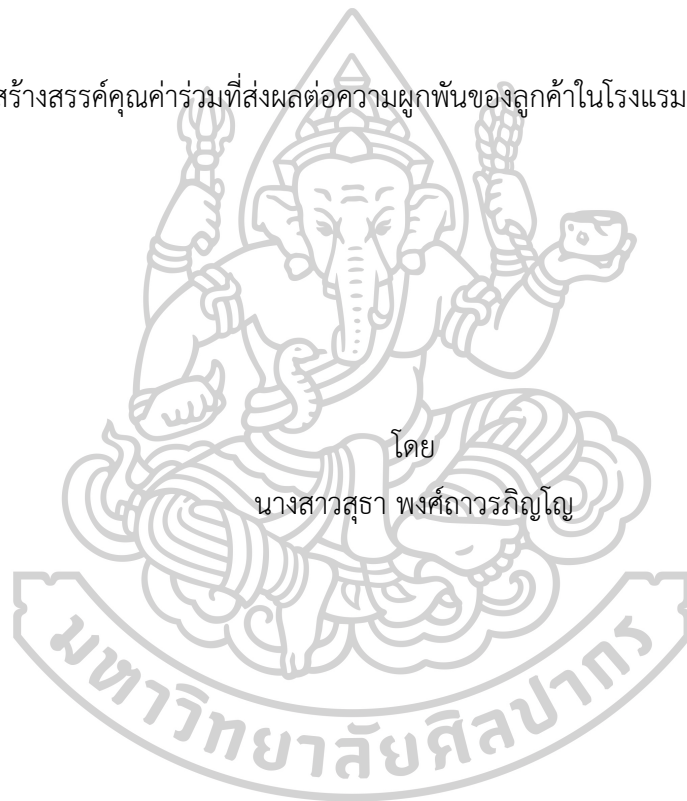 สร้างสรรค์คุณค่าร่วมที่ส่งผลต่อความผูกพันของลูกค้าในโรงแรม
โดย
นางสาวสุธา พงศ์ถาวรภิญโญ
มหาวิทยาลัยศิลปากร